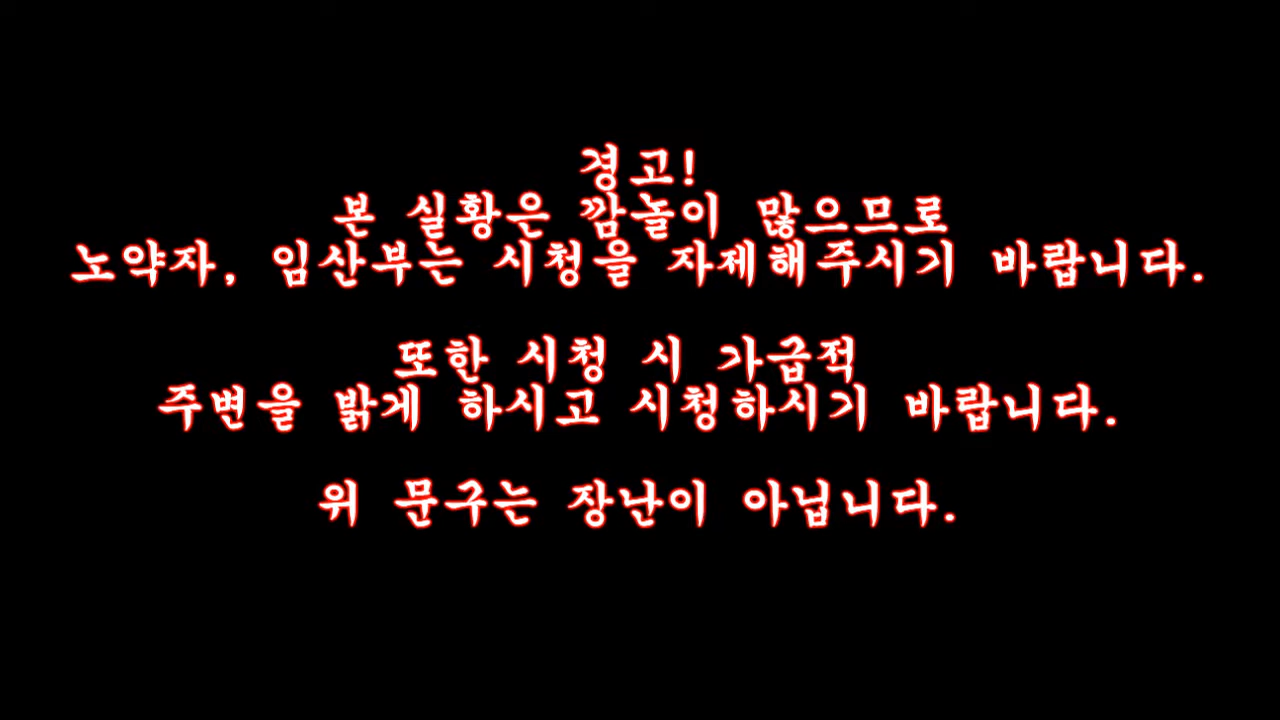 경고!
본 실황은 깜놀이 많으므로
노약자, 임산부는 시청을 자제해주시기 바랍니다.
또한 시청 시 가급적
주변을 밝게 하시고 시청하시기 바랍니다.
위 문구는 장난이 아닙니다.